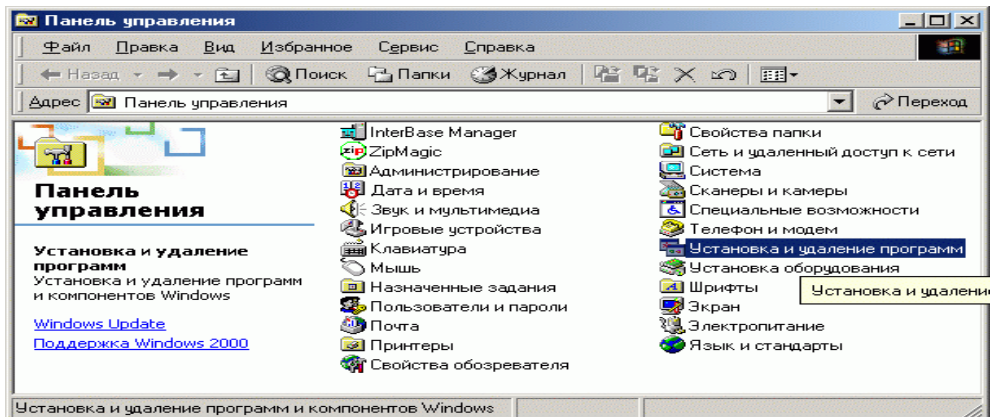 Панель управления
Файл Правка Вид Избранное Сервис Справка
Назад Поиск Папки Журнал
Адрес Панель управления Переход
Панель
управления
Установка и удаление
программ
Установка и удаление программ
и компонентов Windows
Windows Update
Поддержка Windows 2000
InterBase Manager
ZipMagic
Администрирование
Дата и время
Звук и мультимедиа
Игровые устройства
Клавиатура
Мышь
Назначенные задания
Пользователи и пароли
Почта
Принтеры
Свойства обозревателя
Свойства папки
Сеть и удаленный доступ к сети
Система
Сканеры и камеры
Специальные возможности
Телефон и модем
Установка и удаление программ
Установка оборудования
Шрифты
Экран
Электропитание
Язык и стандарты
Установка и удалени
Установка и удаление программ и компонентов Windows